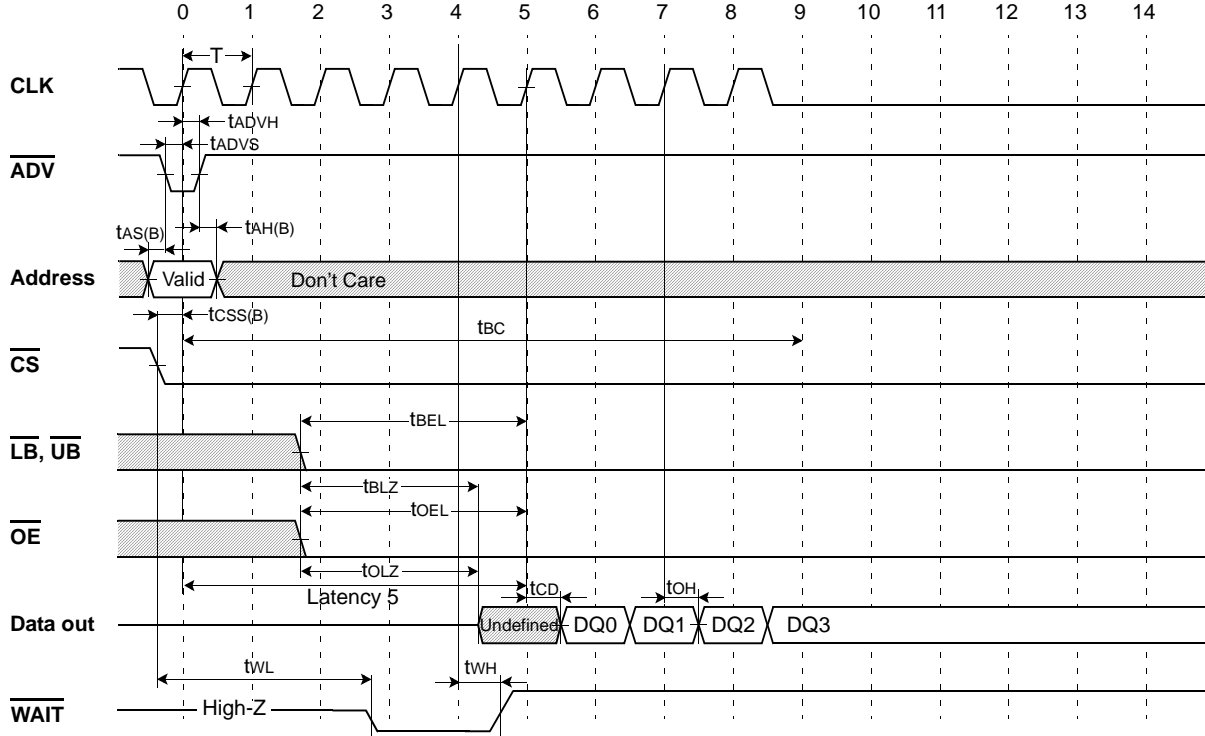 0 1 2 3 4 5 6 7 8 9 10 11 12 13 14
T
CLK
tADVH
tADVS
ADV
tAS(B)
tAH(B)
Address
Valid
Don't Care
tCSS(B)
tBC
CS
tBEL
LB, UB
tBLZ
tOEL
OE
tOLZ
Latency 5
tCD
tOH
Data out
Undefined DQ0 DQ1 DQ2 DQ3
tWL
tWH
High-Z
WAIT